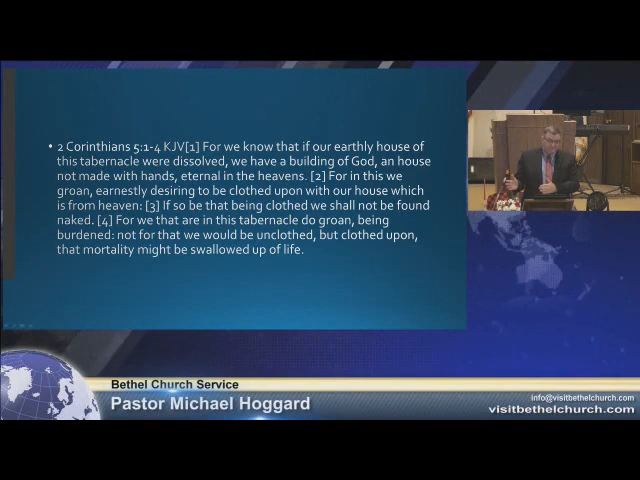 • 2 Corinthians 5:1-4 KJV[1] For we know that if our earthly house of
this tabernacle were dissolved, we have a building of God, an house
not made with hands, eternal in the heavens. [2] For in this we
groan, earnestly desiring to be clothed upon with our house which
is from heaven: [3] If so be that being clothed we shall not be found
naked. [4] For we that are in this tabernacle do groan, being
burdened: not for that we would be unclothed, but clothed upon,
that mortality might be swallowed up of life.
Bethel Church Service
Pastor Michael Hoggard
info@visitbethelchurch.com
visitbethelchurch.com